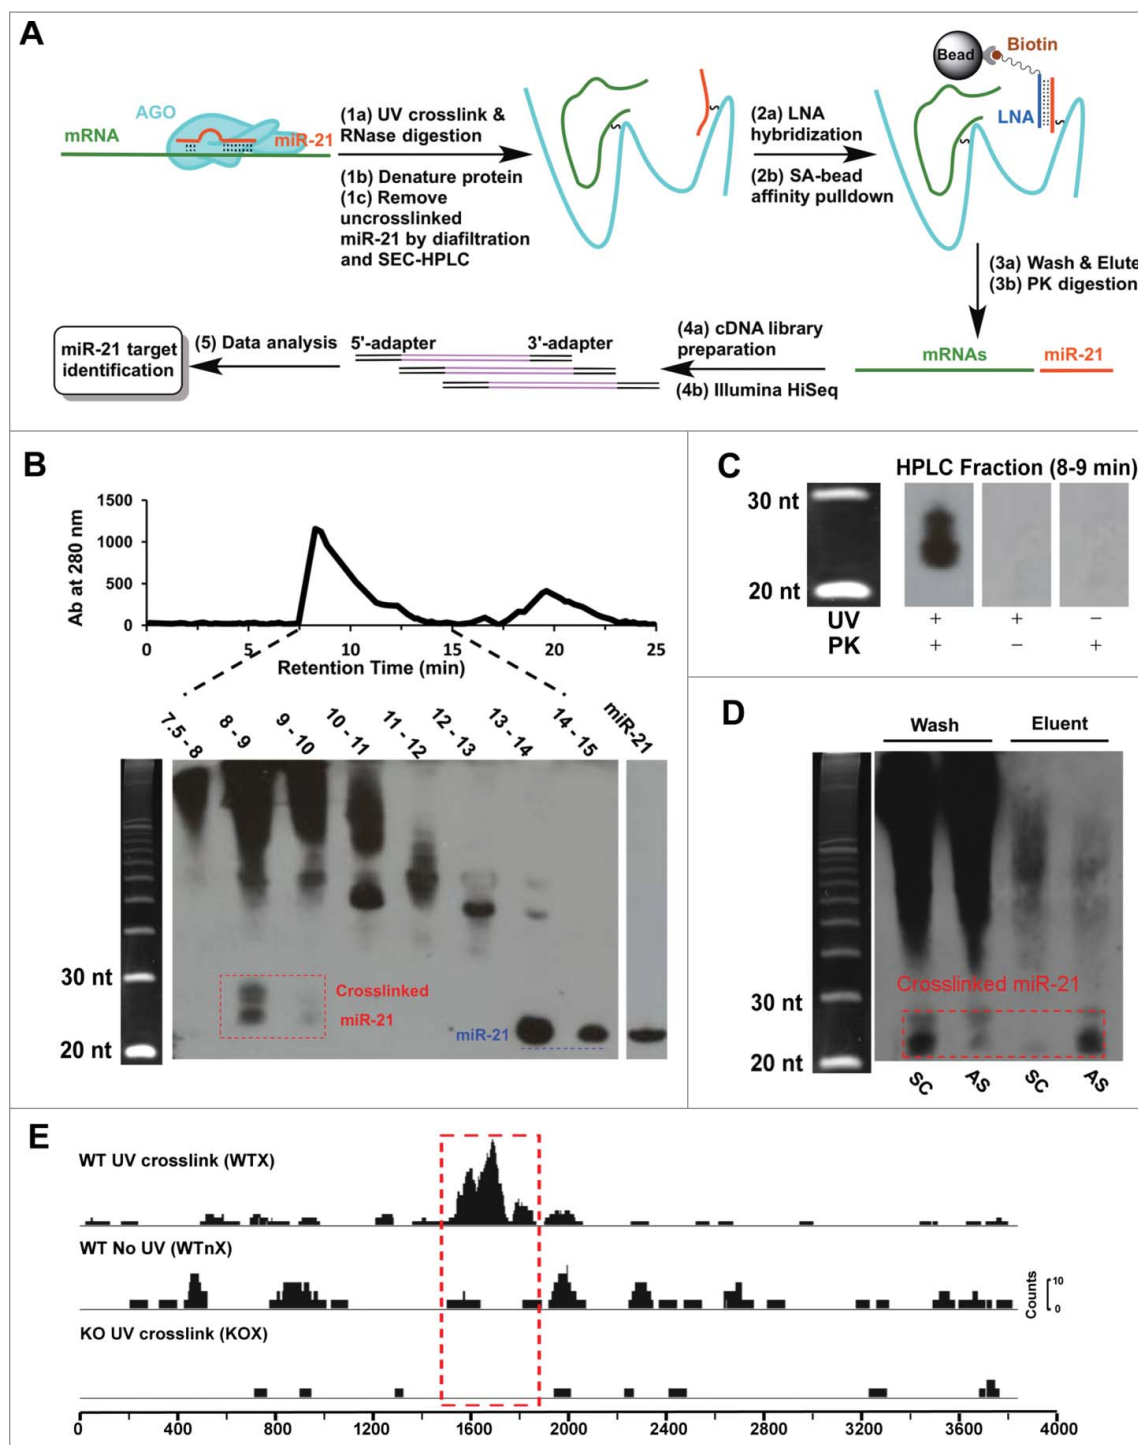 A
mRNA
AGO
miR-21
(1a) UV crosslink &
RNase digestion
(1b) Denature protein
(1c) Remove
uncrosslinked
miR-21 by diafiltration
and SEC-HPLC
(2a) LNA
hybridization
(2b) SA-bead
affinity pulldown
Bead
Biotin
LNA
(3a) Wash & Elute
(3b) PK digestion
mRNAs
miR-21
(4a) cDNA library
preparation
(4b) Illumina HiSeq
5'-adapter
3'-adapter
(5) Data analysis
miR-21 target
identification
B
Ab at 280 nm
1500
1000
500
0
0 5 10 15 20 25
Retention Time (min)
7.5 - 8
8 - 9
9 - 10
10 - 11
11 - 12
12 - 13
13 - 14
14 - 15
miR-21
30 nt
20 nt
Crosslinked
miR-21
miR-21
C
HPLC Fraction (8-9 min)
30 nt
20 nt
UV + + –
PK + – +
D
Wash Eluent
Crosslinked miR-21
30 nt
20 nt
SC AS SC AS
E
WT UV crosslink (WTX)
WT No UV (WTnX)
Counts
10
0
KO UV crosslink (KOX)
0 400 800 1200 1600 2000 2400 2800 3200 3600 4000